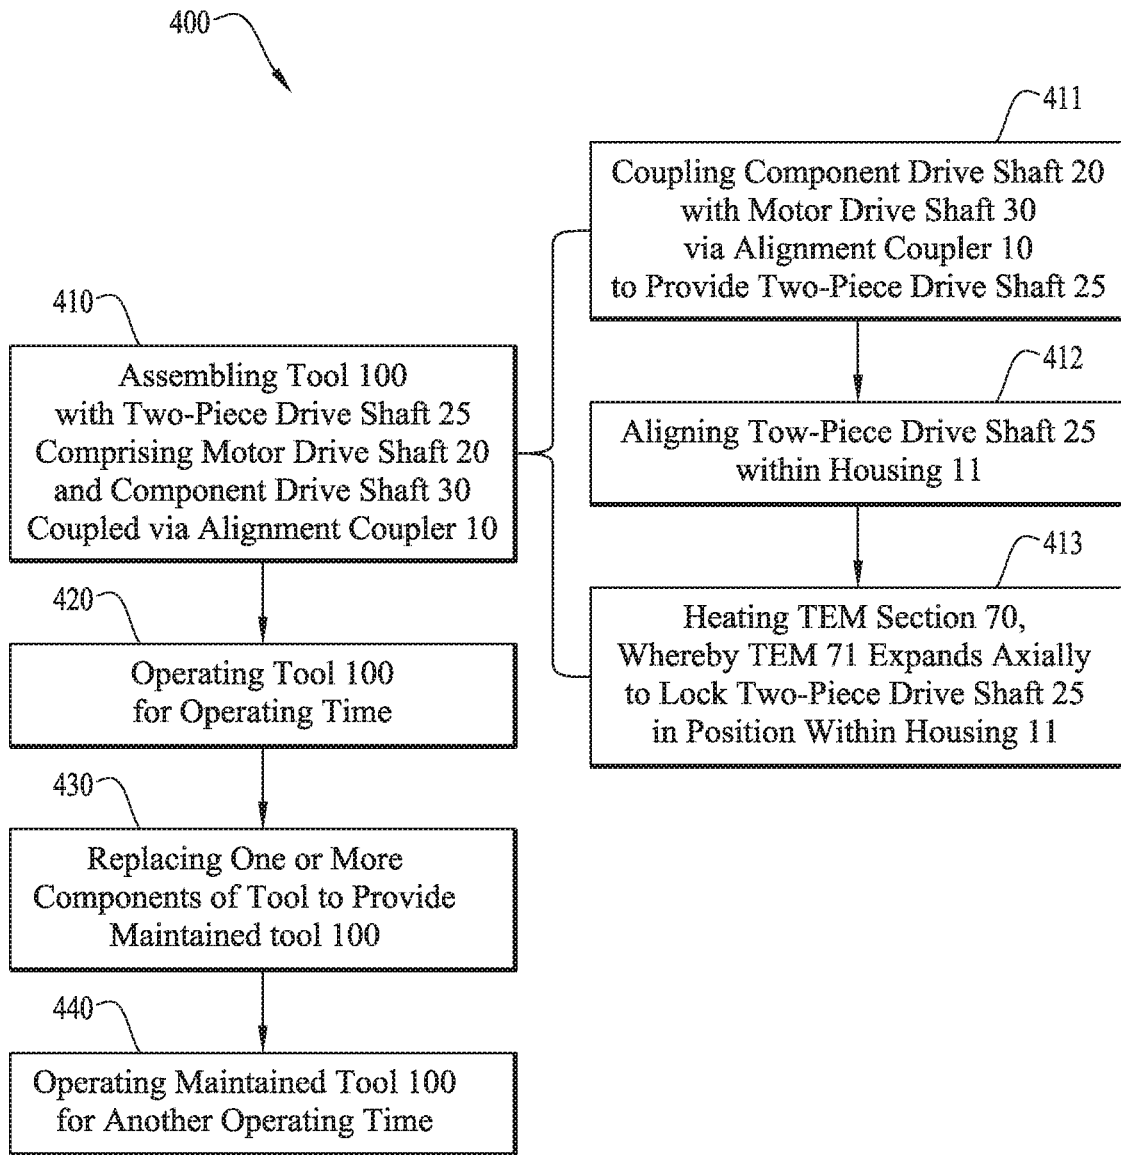 400
410
Assembling Tool 100
with Two-Piece Drive Shaft 25
Comprising Motor Drive Shaft 20
and Component Drive Shaft 30
Coupled via Alignment Coupler 10
420
Operating Tool 100
for Operating Time
430
Replacing One or More
Components of Tool to Provide
Maintained tool 100
440
Operating Maintained Tool 100
for Another Operating Time
411
Coupling Component Drive Shaft 20
with Motor Drive Shaft 30
via Alignment Coupler 10
to Provide Two-Piece Drive Shaft 25
412
Aligning Tow-Piece Drive Shaft 25
within Housing 11
413
Heating TEM Section 70,
Whereby TEM 71 Expands Axially
to Lock Two-Piece Drive Shaft 25
in Position Within Housing 11